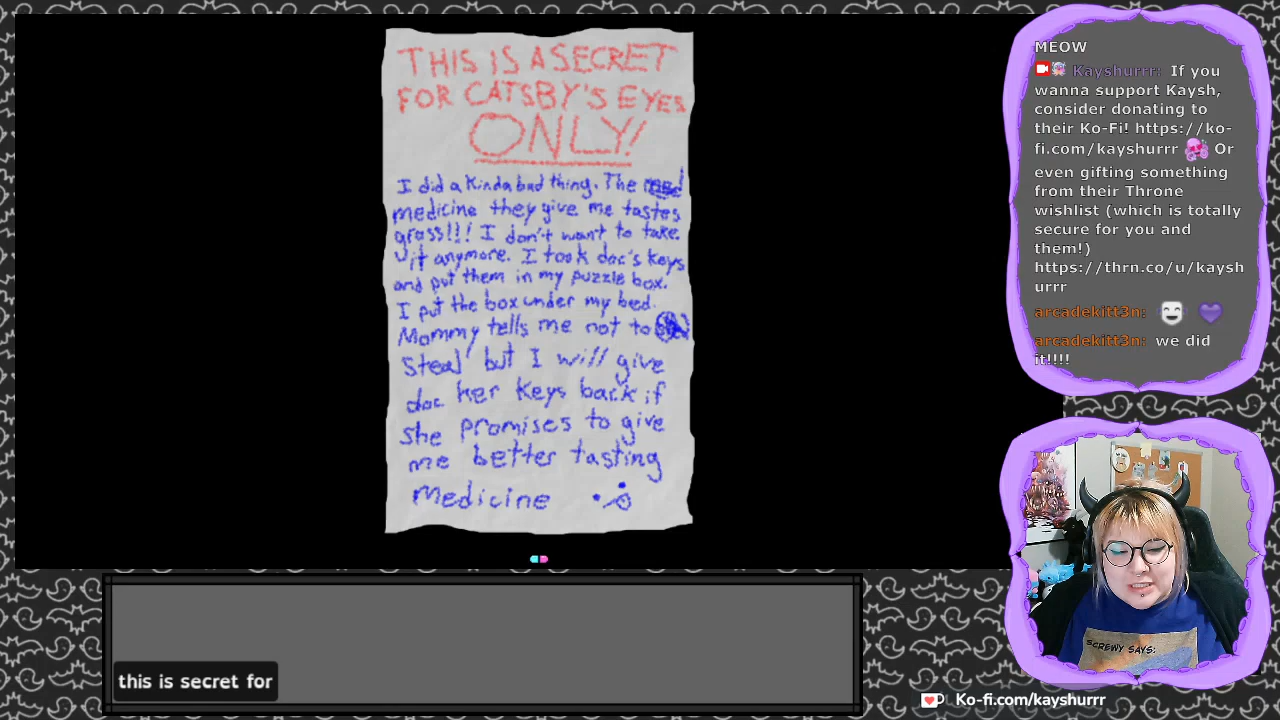 THIS IS A SECRET
FOR CATSBY'S EYES
ONLY!
I did a kinda bad thing. The
medicine they give me tastes
gross!!! I don't want to take
it anymore. I took doc's keys
and put them in my puzzle box.
I put the box under my bed.
Mommy tells me not to
steal but I will give
doc her keys back if
she promises to give
me better tasting
medicine
MEOW
Kayshurrr: If you
wanna support Kaysh,
consider donating to
their Ko-Fi! https://ko-
fi.com/kayshurrr Or
even gifting something
from their Throne
wishlist (which is totally
secure for you and
them!)
https://thrn.co/u/kaysh
urrr
arcadekitt3n:
arcadekitt3n: we did
it!!!!
SCREWY SAYS:
this is secret for
Ko-fi.com/kayshurrr